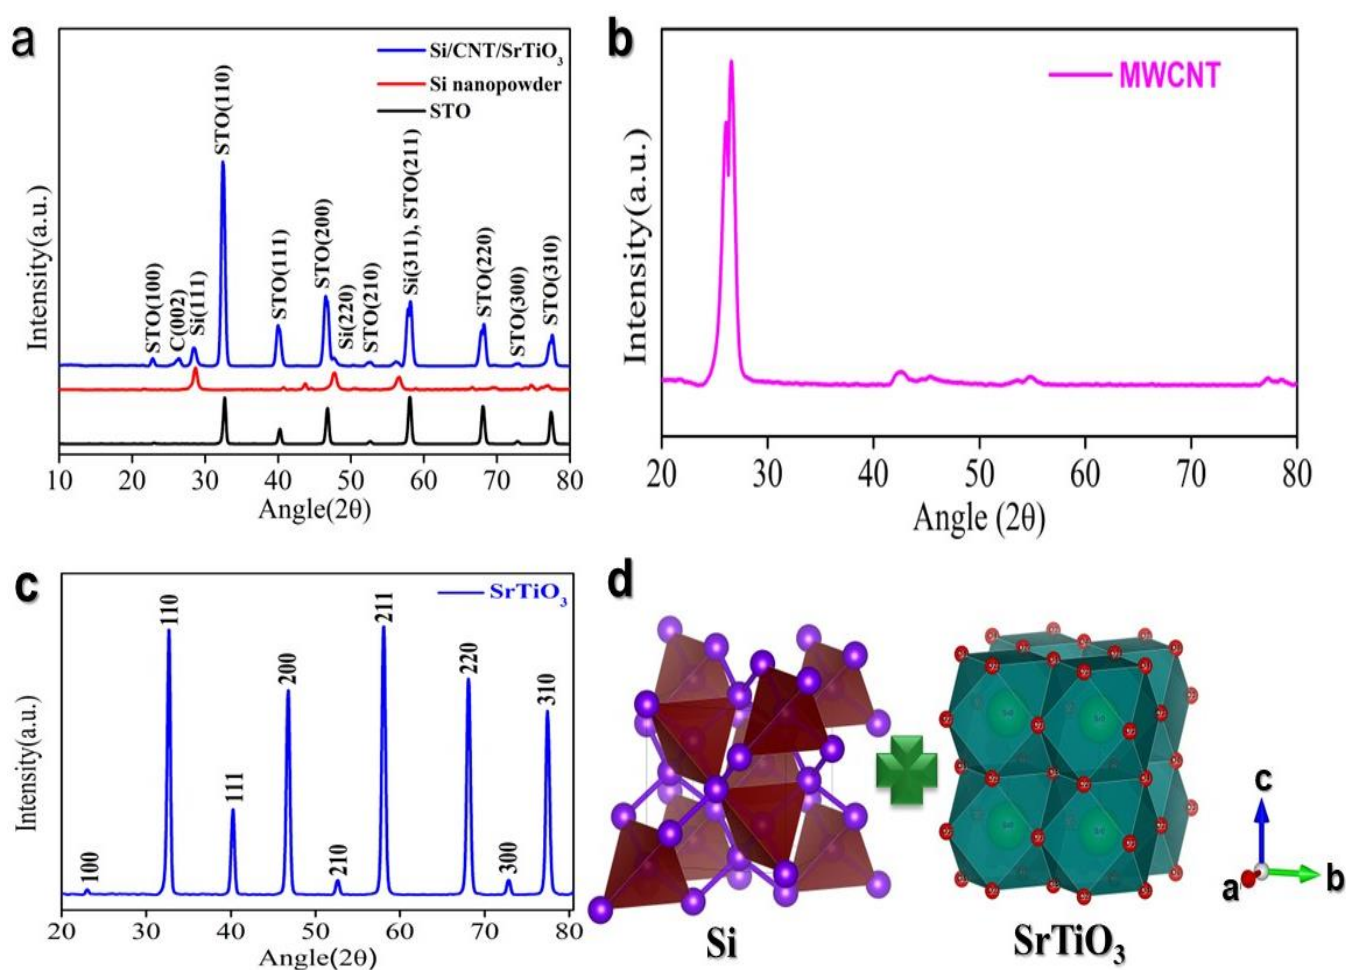 a
Si/CNT/SrTiO₃
Si nanopowder
STO
STO(100)
C(002)
Si(111)
STO(110)
STO(111)
STO(200)
Si(220)
STO(210)
Si(311), STO(211)
STO(220)
STO(300)
STO(310)
Intensity(a.u.)
10 20 30 40 50 60 70 80
Angle(2θ)
b
MWCNT
Intensity(a.u.)
20 30 40 50 60 70 80
Angle (2θ)
c
SrTiO₃
100
110
111
200
210
211
220
300
310
Intensity(a.u.)
20 30 40 50 60 70 80
Angle(2θ)
d
Si
SrTiO₃
c
a
b